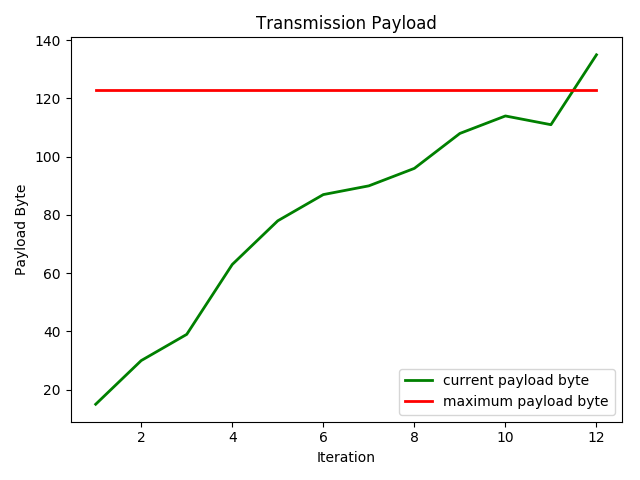 Transmission Payload
140
120
100
80
60
40
20
Payload Byte
2 4 6 8 10 12
Iteration
current payload byte
maximum payload byte